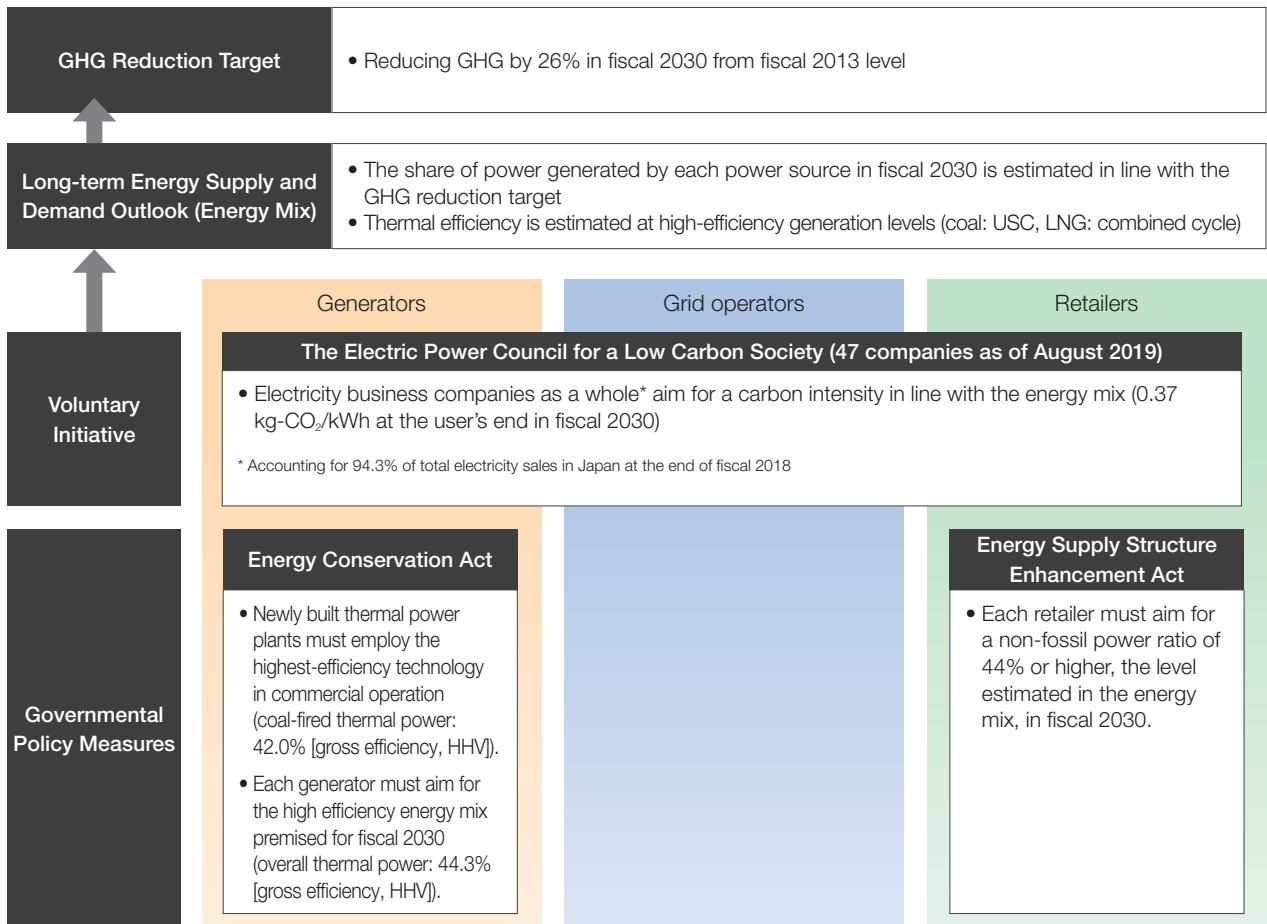 GHG Reduction Target
• Reducing GHG by 26% in fiscal 2030 from fiscal 2013 level
Long-term Energy Supply and
Demand Outlook (Energy Mix)
• The share of power generated by each power source in fiscal 2030 is estimated in line with the
GHG reduction target
• Thermal efficiency is estimated at high-efficiency generation levels (coal: USC, LNG: combined cycle)
Generators
Grid operators
Retailers
Voluntary
Initiative
The Electric Power Council for a Low Carbon Society (47 companies as of August 2019)
• Electricity business companies as a whole* aim for a carbon intensity in line with the energy mix (0.37
kg-CO₂/kWh at the user’s end in fiscal 2030)
* Accounting for 94.3% of total electricity sales in Japan at the end of fiscal 2018
Governmental
Policy Measures
Energy Conservation Act
• Newly built thermal power
plants must employ the
highest-efficiency technology
in commercial operation
(coal-fired thermal power:
42.0% [gross efficiency, HHV]).
• Each generator must aim for
the high efficiency energy mix
premised for fiscal 2030
(overall thermal power: 44.3%
[gross efficiency, HHV]).
Energy Supply Structure
Enhancement Act
• Each retailer must aim for
a non-fossil power ratio of
44% or higher, the level
estimated in the energy
mix, in fiscal 2030.